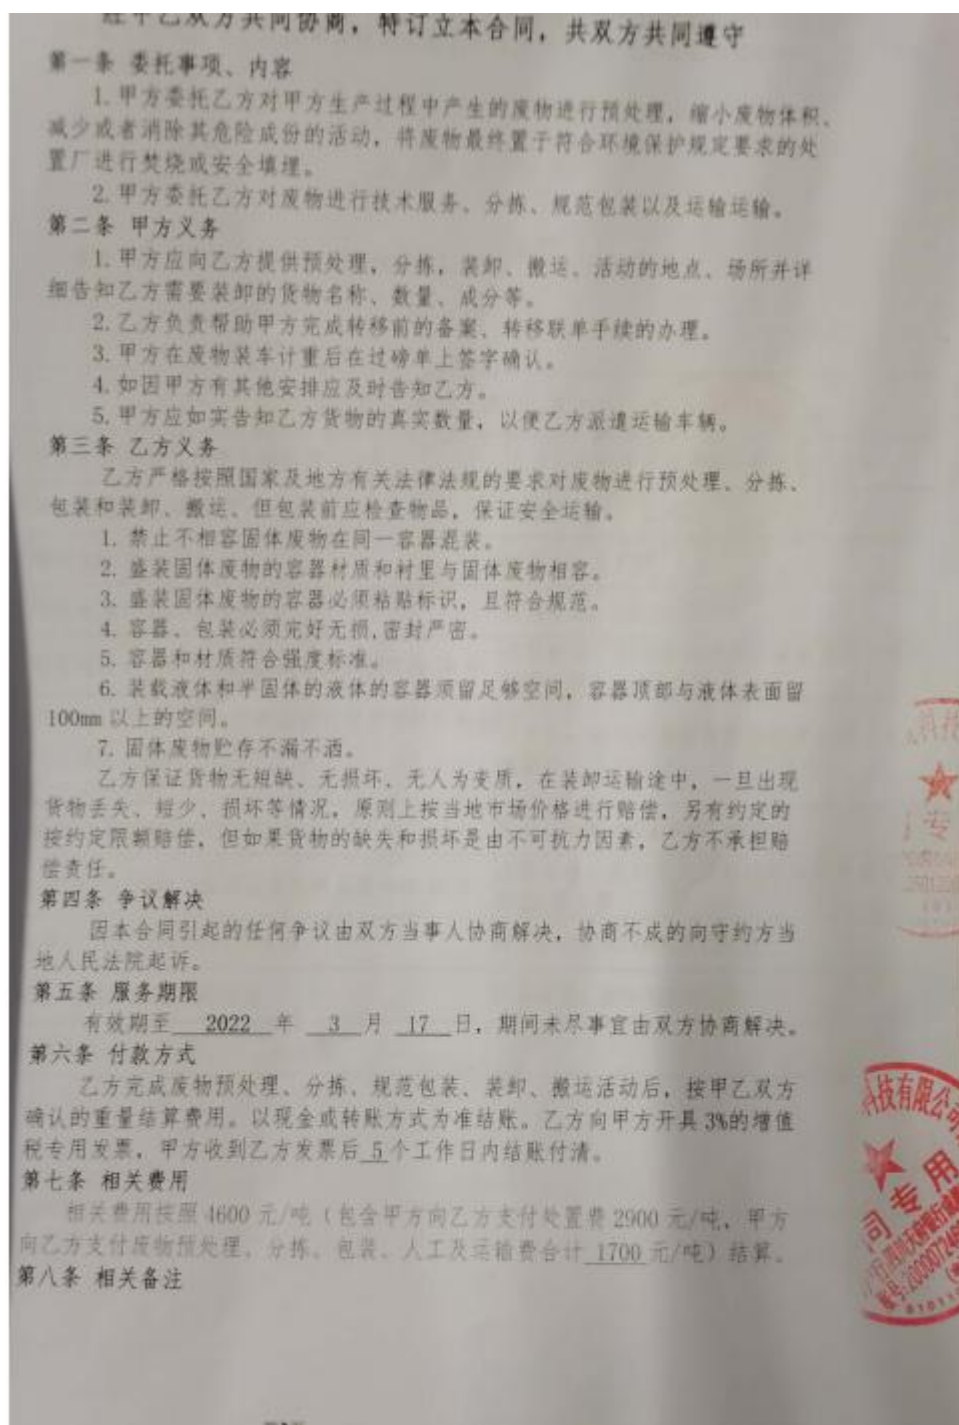 经甲乙双方共同协商，特订立本合同，共双方共同遵守
第一条 委托事项、内容
1.甲方委托乙方对甲方生产过程中产生的废物进行预处理，缩小废物体积、
减少或者消除其危险成份的活动，将废物最终置于符合环境保护规定要求的处
置厂进行焚烧或安全填埋。
2.甲方委托乙方对废物进行技术服务、分拣、规范包装以及运输运输。
第二条 甲方义务
1.甲方应向乙方提供预处理，分拣，装卸、搬运、活动的地点、场所并详
细告知乙方需要装卸的货物名称、数量、成分等。
2.乙方负责帮助甲方完成转移前的备案、转移联单手续的办理。
3.甲方在废物装车计重后在过磅单上签字确认。
4.如因甲方有其他安排应及时告知乙方。
5.甲方应如实告知乙方货物的真实数量，以便乙方派遣运输车辆。
第三条 乙方义务
乙方严格按照国家及地方有关法律法规的要求对废物进行预处理、分拣、
包装和装卸、搬运、但包装前应检查物品，保证安全运输。
1. 禁止不相容固体废物在同一容器混装。
2. 盛装固体废物的容器材质和衬里与固体废物相容。
3. 盛装固体废物的容器必须粘贴标识，且符合规范。
4. 容器、包装必须完好无损,密封严密。
5. 容器和材质符合强度标准。
6. 装载液体和半固体的液体的容器须留足够空间，容器顶部与液体表面留
100mm 以上的空间。
7. 固体废物贮存不漏不洒。
乙方保证货物无短缺、无损坏、无人为变质，在装卸运输途中，一旦出现
货物丢失、短少、损坏等情况，原则上按当地市场价格进行赔偿，另有约定的
按约定限额赔偿，但如果货物的缺失和损坏是由不可抗力因素，乙方不承担赔
偿责任。
第四条 争议解决
因本合同引起的任何争议由双方当事人协商解决，协商不成的向守约方当
地人民法院起诉。
第五条 服务期限
有效期至 2022 年 3 月 17 日，期间未尽事宜由双方协商解决。
第六条 付款方式
乙方完成废物预处理、分拣、规范包装、装卸、搬运活动后，按甲乙双方
确认的重量结算费用。以现金或转账方式为准结账。乙方向甲方开具 3%的增值
税专用发票，甲方收到乙方发票后 5 个工作日内结账付清。
第七条 相关费用
相关费用按照 4600 元/吨（包含甲方向乙方支付处置费 2900 元/吨，甲方
向乙方支付废物预处理，分拣、包装、人工及运输费合计 1700 元/吨）结算。
第八条 相关备注
科技有限公司
同专用